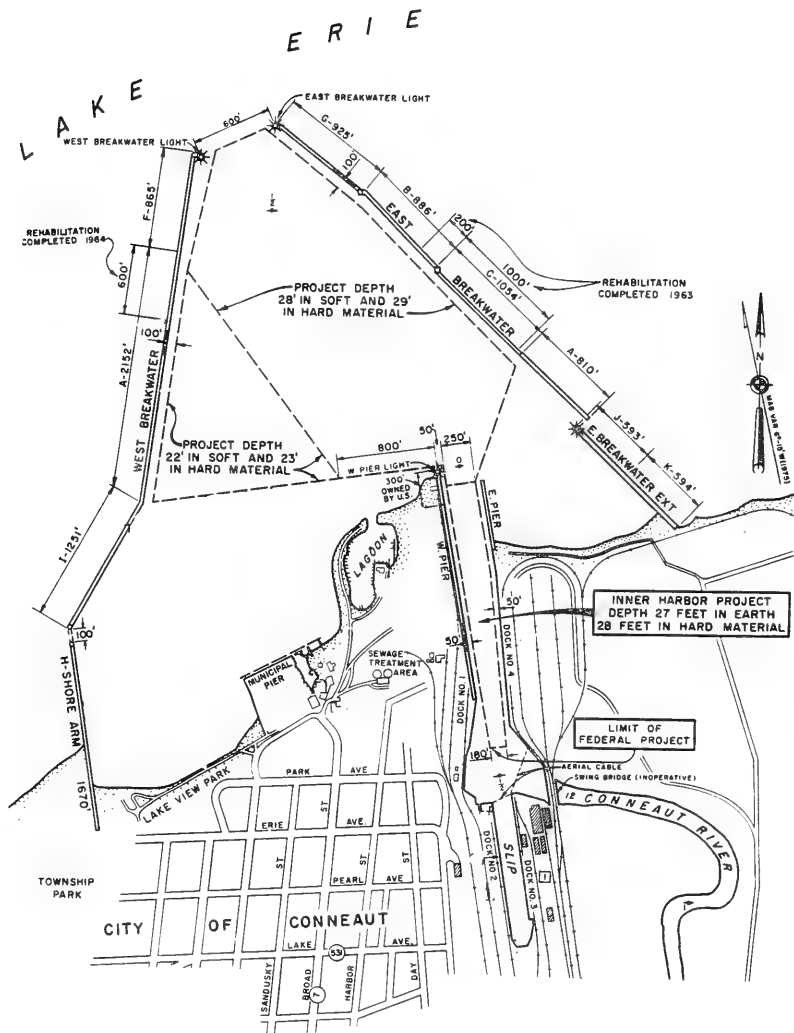 LAKE ERIE
600'
EAST BREAKWATER LIGHT
WEST BREAKWATER LIGHT
G-925'
100'
B-886'
F-865'
EAST
200'
REHABILITATION
COMPLETED 1964
600'
1000'
C-1054'
PROJECT DEPTH
28' IN SOFT AND 29'
IN HARD MATERIAL
REHABILITATION
COMPLETED 1963
BREAKWATER
100'
A-810'
A-2152'
WEST BREAKWATER
N
50'
800'
250'
PROJECT DEPTH
22' IN SOFT AND 23'
IN HARD MATERIAL
W. PIER LIGHT
0
J-593'
E. BREAKWATER EXT
K-594'
300'
OWNED
BY U.S.
E. PIER
W. PIER
LAGOON
I-1251'
INNER HARBOR PROJECT
DEPTH 27 FEET IN EARTH
28 FEET IN HARD MATERIAL
50'
100'
50'
DOCK NO. 4
SEWAGE
TREATMENT
AREA
MUNICIPAL
PIER
H-SHORE ARM
1670'
DOCK NO. 1
LIMIT OF
FEDERAL PROJECT
180'
AERIAL CABLE
SWING BRIDGE (INOPERATIVE)
LAKE VIEW PARK
PARK AVE
12
CONNEAUT RIVER
ERIE ST AVE.
DOCK NO. 2
SLIP
DOCK NO. 3
ST
ST
ST
PEARL AVE
1
TOWNSHIP
PARK
CITY OF CONNEAUT
LAKE AVE.
531
SANDUSKY
BROAD
HARBOR
DAY
7